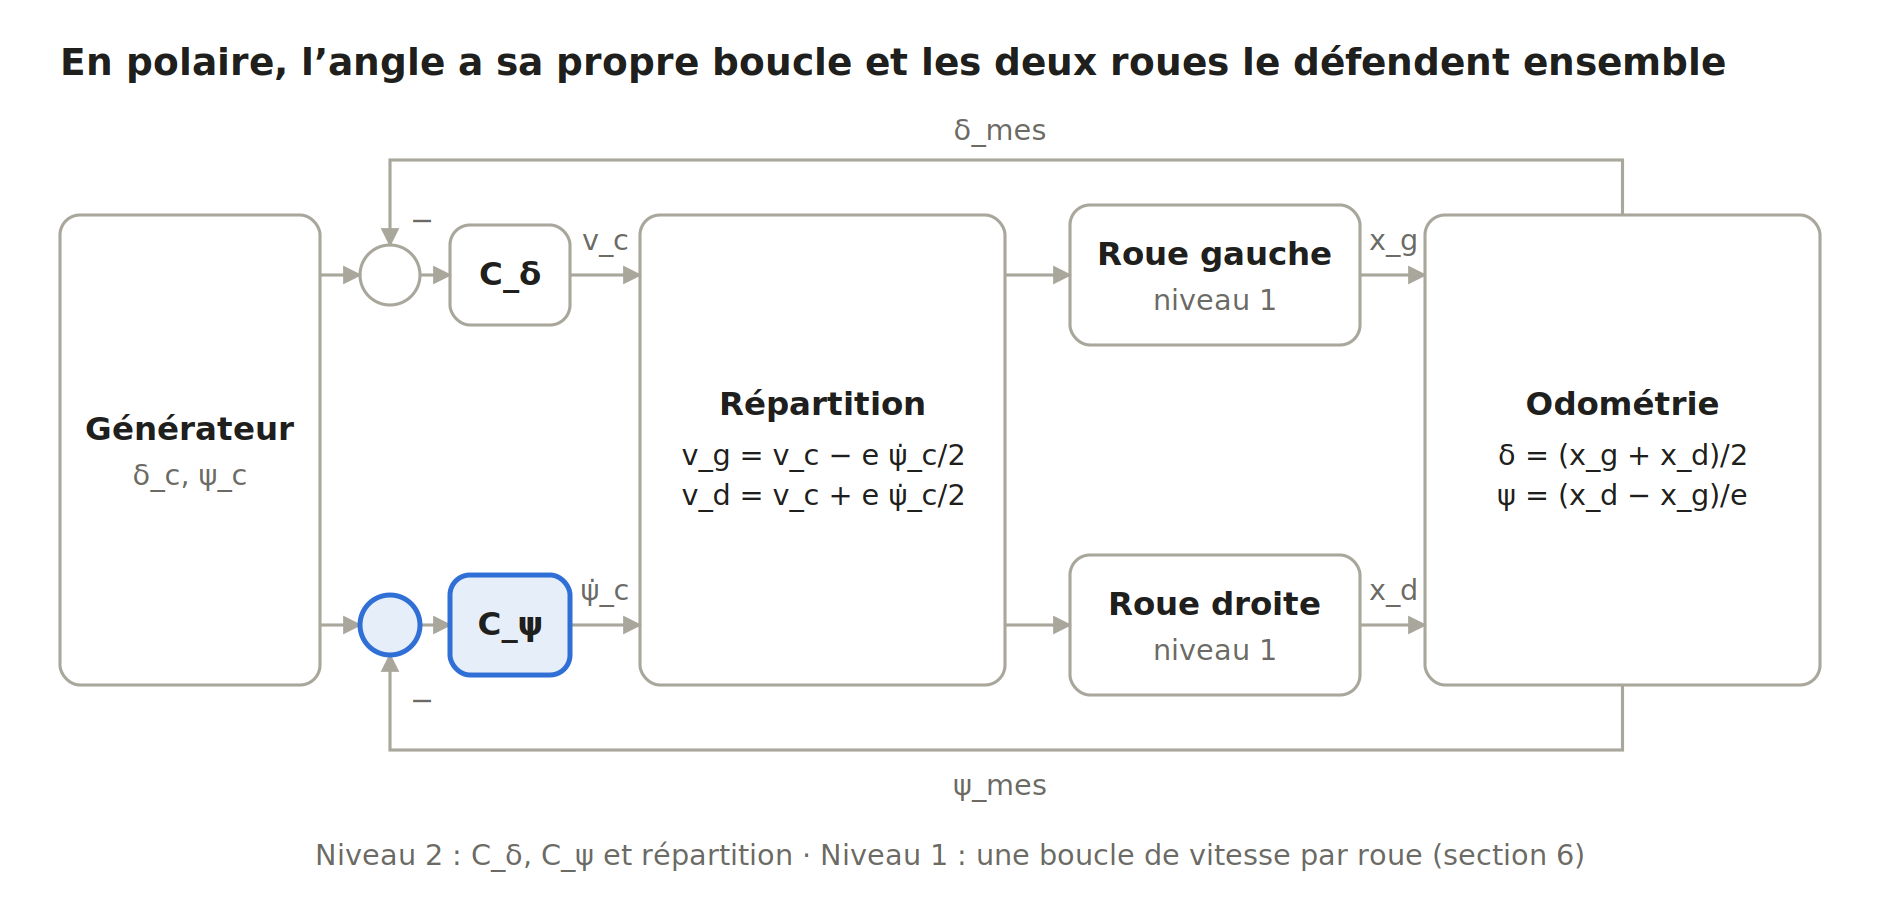 En polaire, l’angle a sa propre boucle et les deux roues le défendent ensemble
δ_mes
−
C_δ
v_c
Roue gauche
niveau 1
x_g
Générateur
δ_c, ψ_c
Répartition
v_g = v_c − e ψ̇_c/2
v_d = v_c + e ψ̇_c/2
Odométrie
δ = (x_g + x_d)/2
ψ = (x_d − x_g)/e
C_ψ
ψ̇_c
Roue droite
niveau 1
x_d
−
ψ_mes
Niveau 2 : C_δ, C_ψ et répartition · Niveau 1 : une boucle de vitesse par roue (section 6)